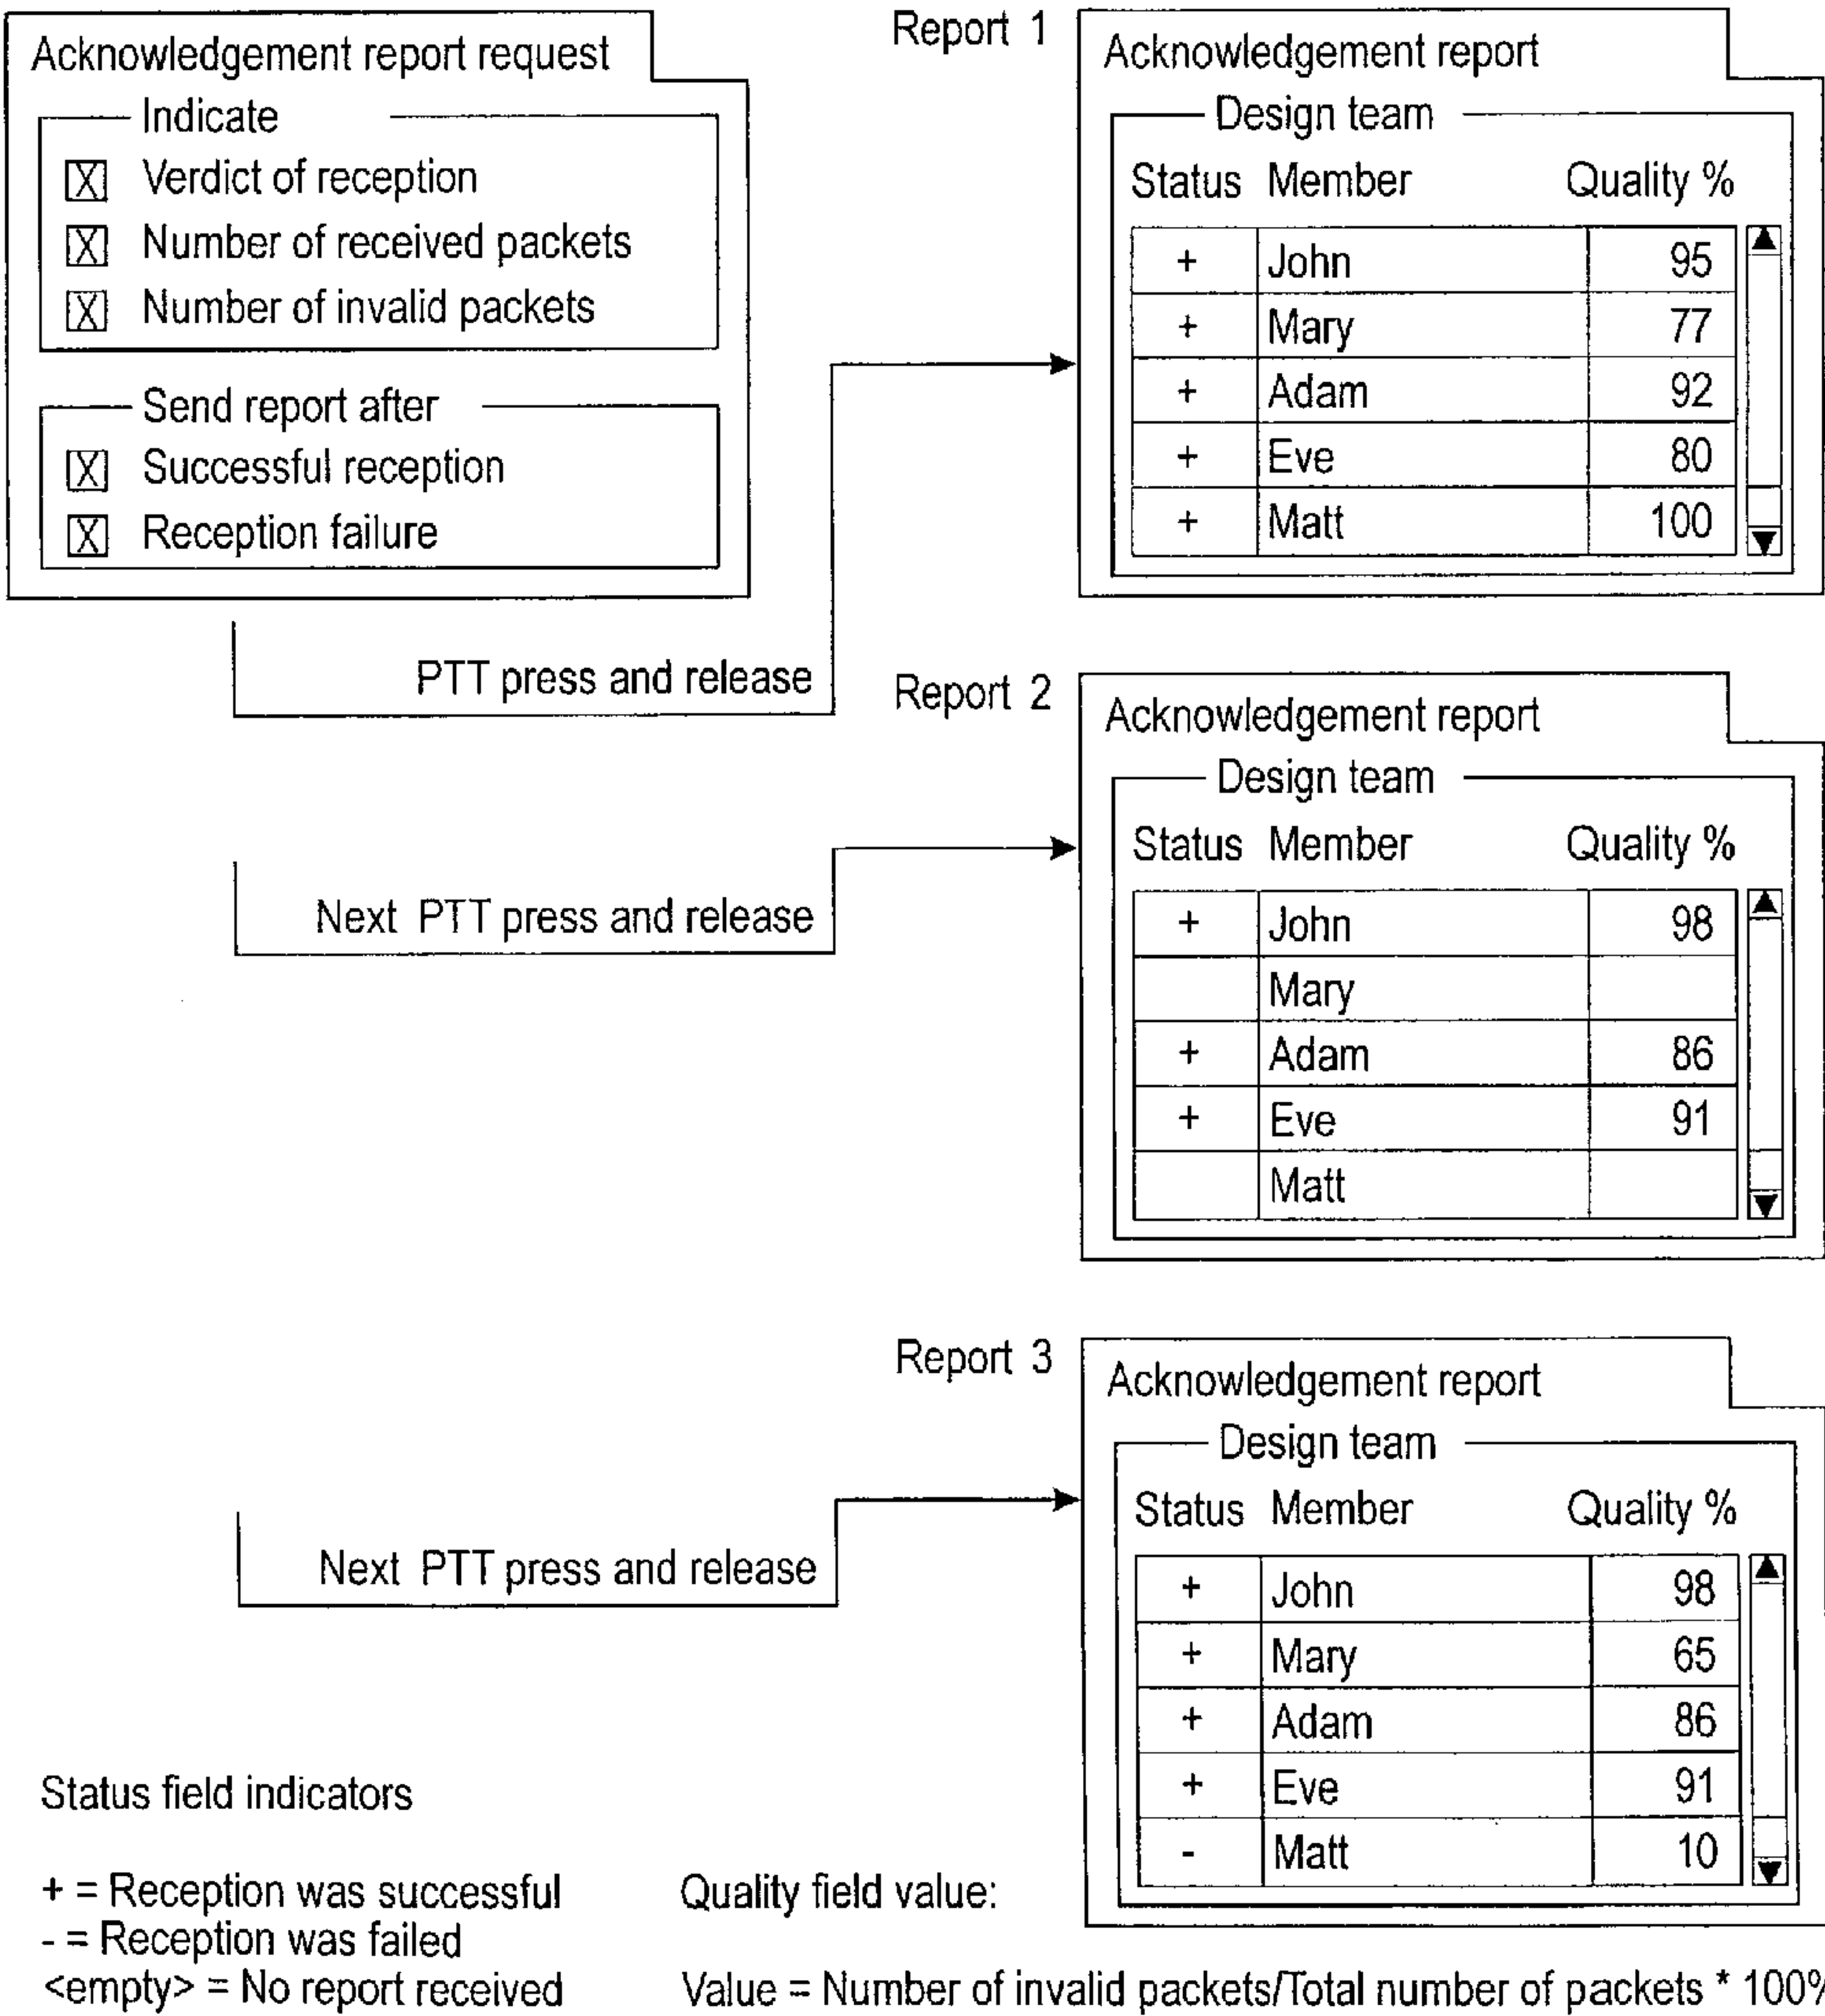 Acknowledgement report request
Indicate
X Verdict of reception
X Number of received packets
X Number of invalid packets
Send report after
X Successful reception
X Reception failure
PTT press and release
Report 1
Acknowledgement report
Design team
Status Member Quality %
+ John 95
+ Mary 77
+ Adam 92
+ Eve 80
+ Matt 100
Next PTT press and release
Report 2
Acknowledgement report
Design team
Status Member Quality %
+ John 98
Mary
+ Adam 86
+ Eve 91
Matt
Next PTT press and release
Report 3
Acknowledgement report
Design team
Status Member Quality %
+ John 98
+ Mary 65
+ Adam 86
+ Eve 91
- Matt 10
Status field indicators
+ = Reception was successful
- = Reception was failed
<empty> = No report received
Quality field value:
Value = Number of invalid packets/Total number of packets * 100%